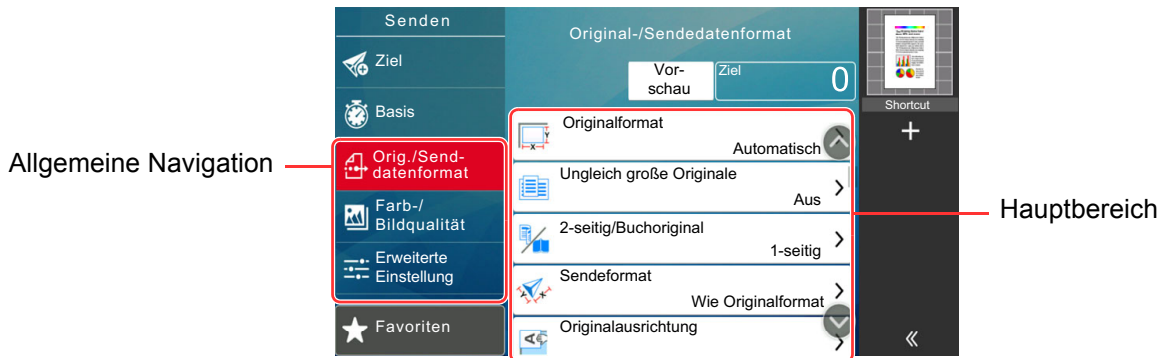 Senden
Ziel
Basis
Orig./Send-
datenformat
Farb-/
Bildqualität
Erweiterte
Einstellung
Favoriten
Original-/Sendedatenformat
Vor-
schau
Ziel
0
Originalformat
Automatisch
Ungleich große Originale
Aus
2-seitig/Buchoriginal
1-seitig
Sendeformat
Wie Originalformat
Originalausrichtung
Shortcut
Allgemeine Navigation
Hauptbereich